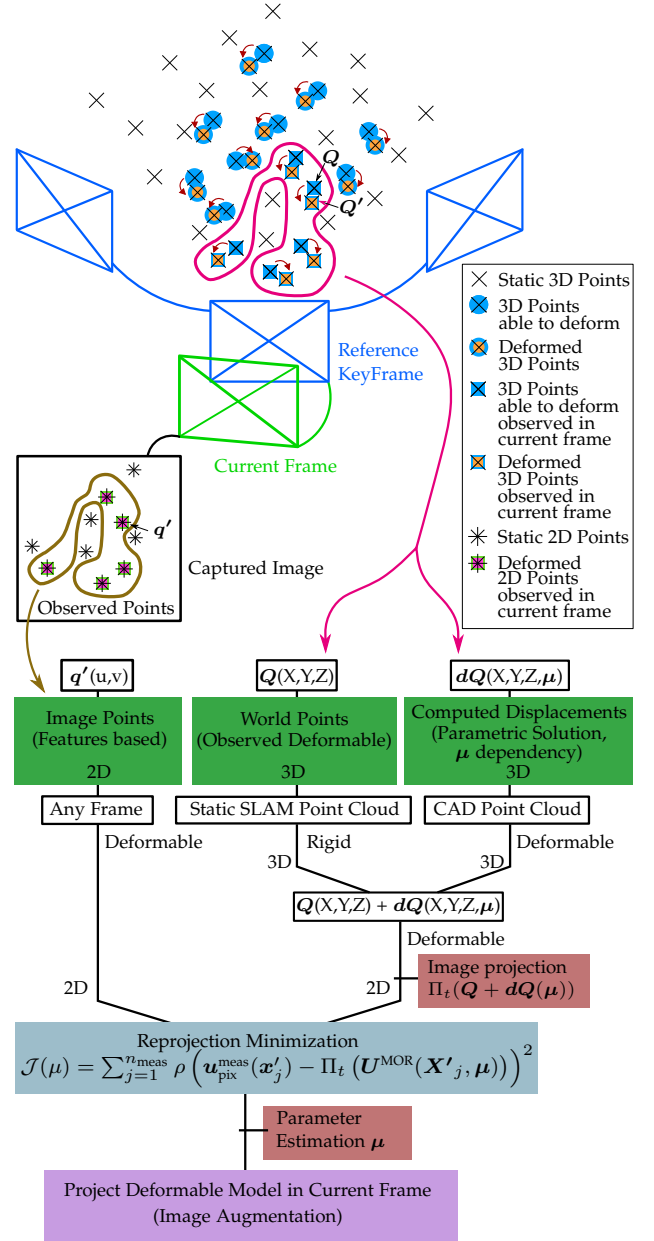 Q
Q'
Reference
KeyFrame
Current Frame
Static 3D Points
3D Points
able to deform
Deformed
3D Points
3D Points
able to deform
observed in
current frame
Deformed
3D Points
observed in
current frame
Static 2D Points
Deformed
2D Points
observed in
current frame
q'
Captured Image
Observed Points
q'(u,v)
Q(X,Y,Z)
dQ(X,Y,Z,μ)
Image Points
(Features based)
2D
World Points
(Observed Deformable)
3D
Computed Displacements
(Parametric Solution,
μ dependency)
3D
Any Frame
Static SLAM Point Cloud
CAD Point Cloud
Deformable
Rigid
Deformable
3D
3D
Q(X,Y,Z) + dQ(X,Y,Z,μ)
Deformable
Image projection
Π_t(Q + dQ(μ))
2D
2D
Reprojection Minimization
𝒥(μ) = ∑_{j=1}^{n_meas} ρ (u_pix^meas(x'_j) − Π_t (U^MOR(X'_j, μ)))^2
Parameter
Estimation μ
Project Deformable Model in Current Frame
(Image Augmentation)